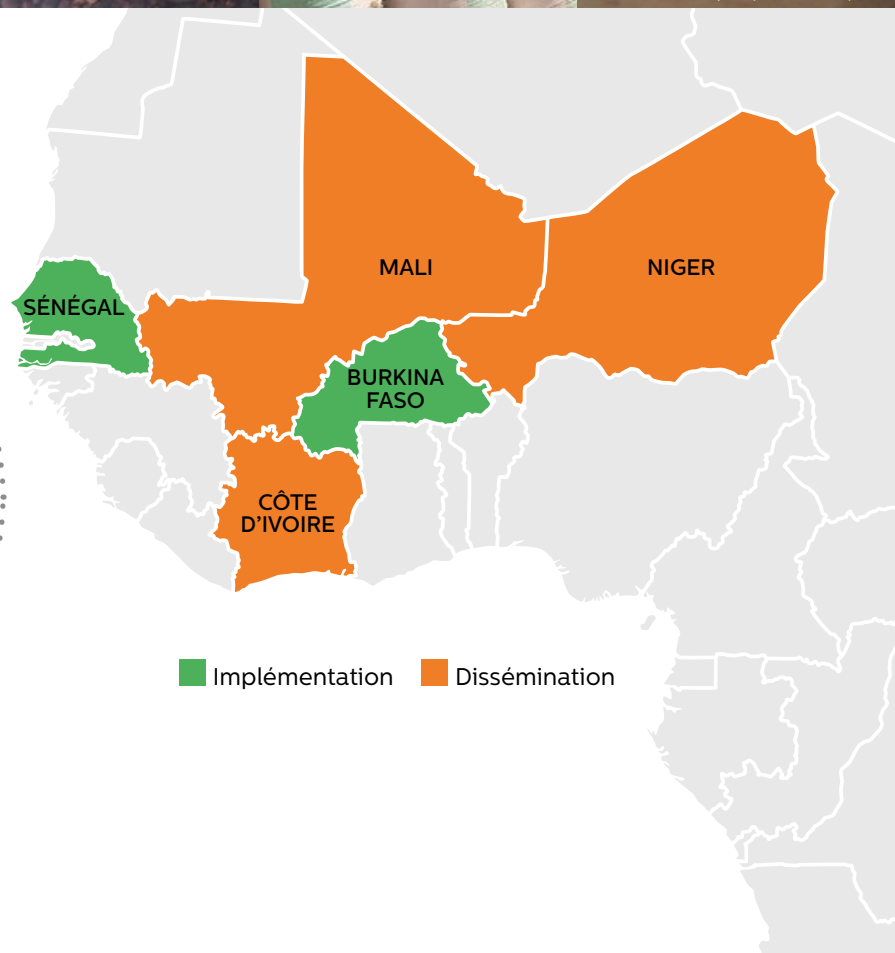 MALI
NIGER
SÉNÉGAL
BURKINA
FASO
CÔTE
D'IVOIRE
Implémentation
Dissémination